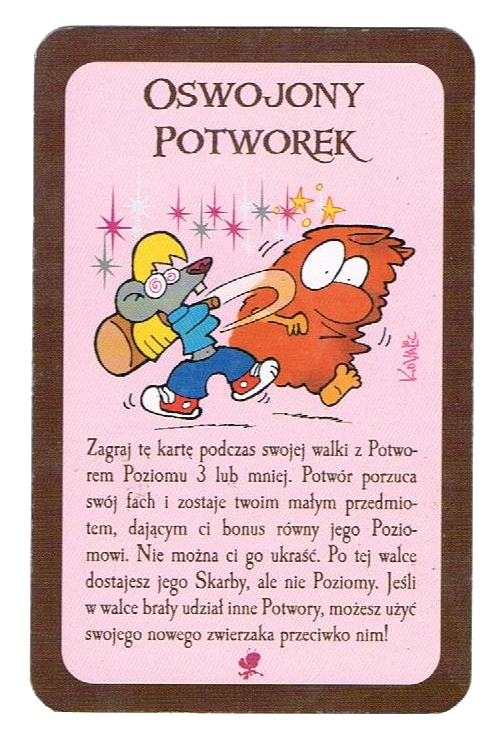 Oswojony
Potworek
Kovalic
Zagraj tę kartę podczas swojej walki z Potwo-
rem Poziomu 3 lub mniej. Potwór porzuca
swój fach i zostaje twoim małym przedmio-
tem, dającym ci bonus równy jego Pozio-
mowi. Nie można ci go ukraść. Po tej walce
dostajesz jego Skarby, ale nie Poziomy. Jeśli
w walce brały udział inne Potwory, możesz użyć
swojego nowego zwierzaka przeciwko nim!